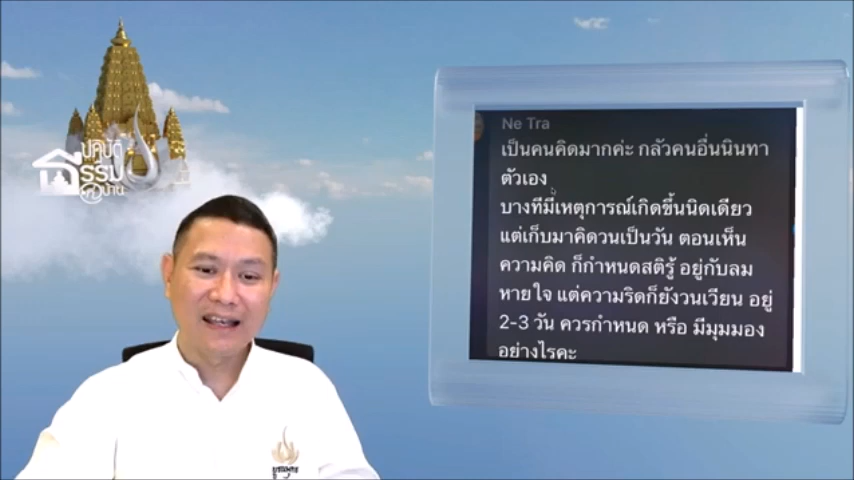 ปฏิบัติ
ธรรม
ที่
บ้าน
Ne Tra
เป็นคนคิดมากค่ะ กลัวคนอื่นนินทา
ตัวเอง
บางทีมีเหตุการณ์เกิดขึ้นนิดเดียว
แต่เก็บมาคิดวนเป็นวัน ตอนเห็น
ความคิด ก็กำหนดสติรู้ อยู่กับลม
หายใจ แต่ความริดก็ยังวนเวียน อยู่
2-3 วัน ควรกำหนด หรือ มีมุมมอง
อย่างไรคะ